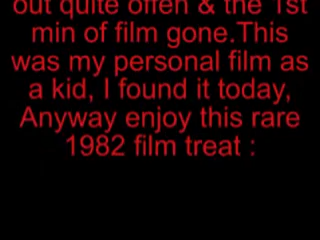 out quite often & the 1st
min of film gone.This
was my personal film as
a kid, I found it today,
Anyway enjoy this rare
1982 film treat :